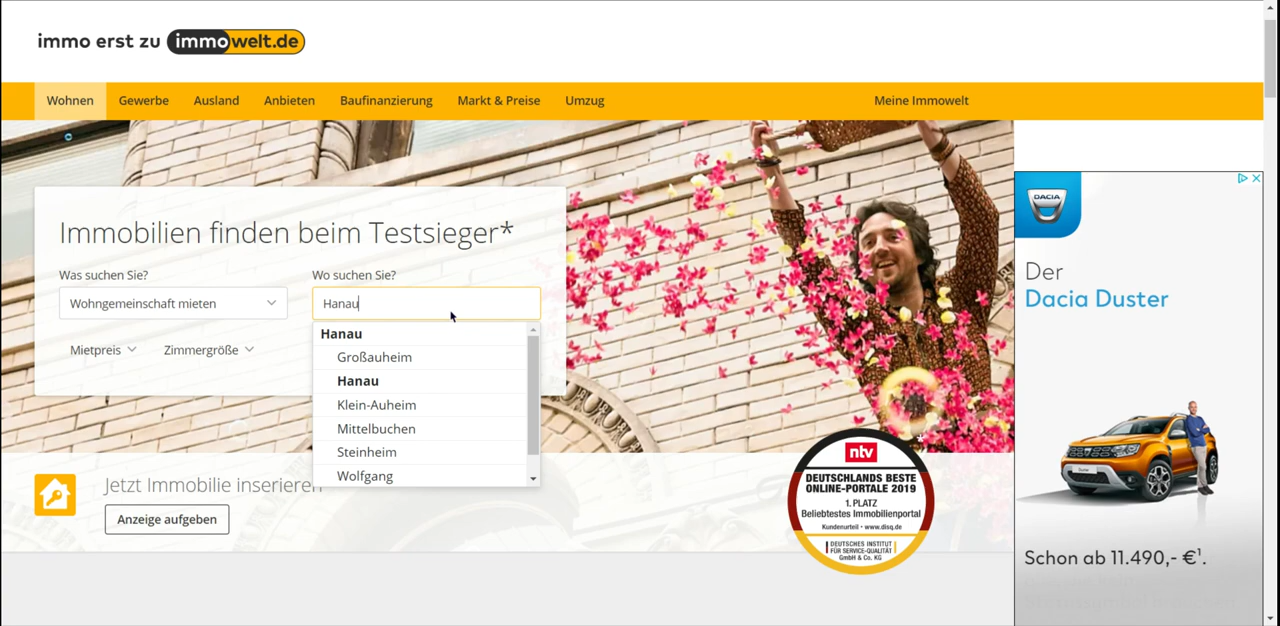 immo erst zu immowelt.de
Wohnen Gewerbe Ausland Anbieten Baufinanzierung Markt & Preise Umzug Meine Immowelt
Immobilien finden beim Testsieger*
Was suchen Sie?
Wohngemeinschaft mieten
Mietpreis Zimmergröße
Wo suchen Sie?
Hanau
Hanau
Großauheim
Hanau
Klein-Auheim
Mittelbuchen
Steinheim
Wolfgang
Jetzt Immobilie inserieren
Anzeige aufgeben
ntv
DEUTSCHLANDS BESTE
ONLINE-PORTALE 2019
1. PLATZ
Beliebtestes Immobilienportal
Kundenurteil • www.disq.de
DEUTSCHES INSTITUT
FÜR SERVICE-QUALITÄT
GmbH & Co. KG
DACIA
Der
Dacia Duster
Schon ab 11.490,- €¹.